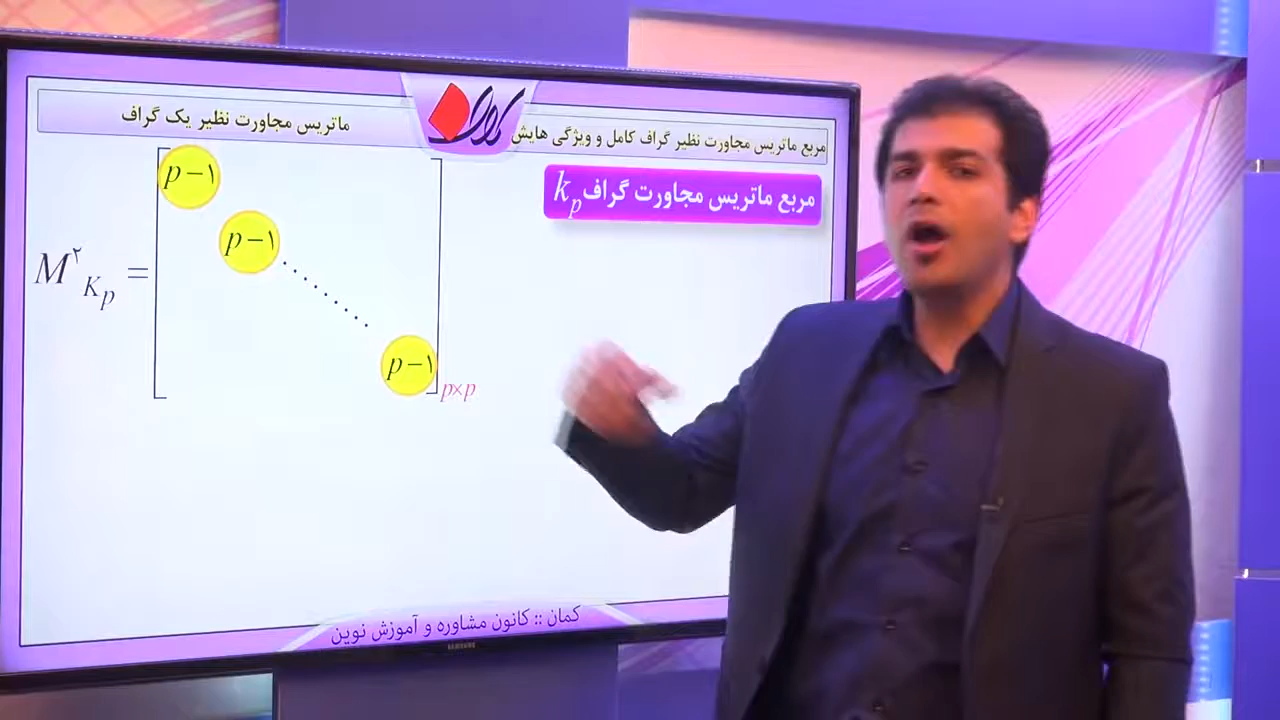 مربع ماتریس مجاورت نظیر گراف کامل و ویژگی هایش
ماتریس مجاورت نظیر یک گراف
کمان
مربع ماتریس مجاورت گراف k_p
p-۱
p-۱
M^۲_{K_p} =
p-۱
p×p
کمان :: کانون مشاوره و آموزش نوین
SAMSUNG